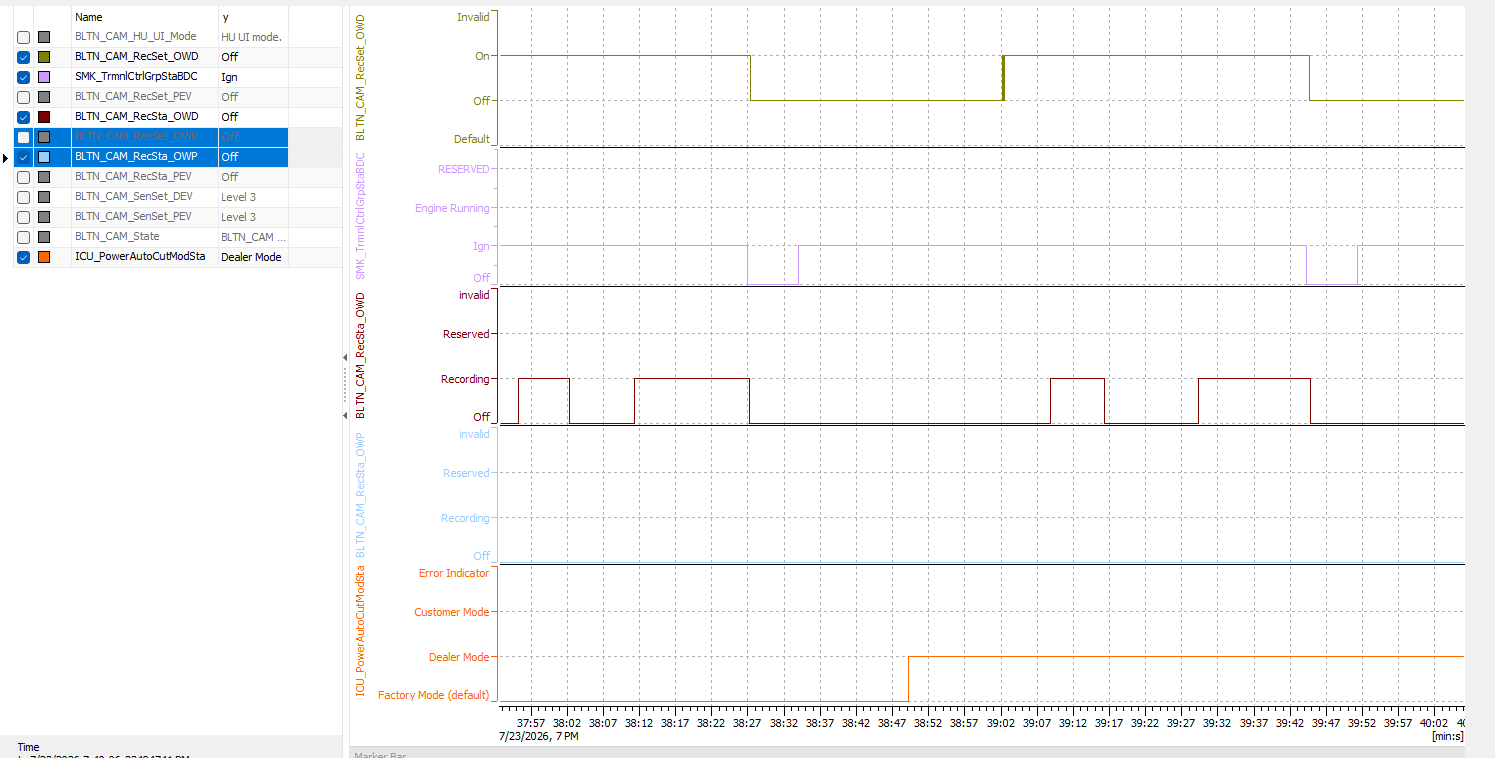 Name y
BLTN_CAM_HU_UI_Mode HU UI mode.
BLTN_CAM_RecSet_OWD Off
SMK_TrmnlCtrlGrpStaBDC Ign
BLTN_CAM_RecSet_PEV Off
BLTN_CAM_RecSta_OWD Off
BLTN_CAM_RecSet_OWP Off
BLTN_CAM_RecSta_OWP Off
BLTN_CAM_RecSta_PEV Off
BLTN_CAM_SenSet_DEV Level 3
BLTN_CAM_SenSet_PEV Level 3
BLTN_CAM_State BLTN_CAM ...
ICU_PowerAutoCutModSta Dealer Mode
Time
BLTN_CAM_RecSet_OWD
Invalid
On
Off
Default
SMK_TrmnlCtrlGrpStaBDC
RESERVED
Engine Running
Ign
Off
BLTN_CAM_RecSta_OWD
invalid
Reserved
Recording
Off
BLTN_CAM_RecSta_OWP
invalid
Reserved
Recording
Off
ICU_PowerAutoCutModSta
Error Indicator
Customer Mode
Dealer Mode
Factory Mode (default)
37:57 38:02 38:07 38:12 38:17 38:22 38:27 38:32 38:37 38:42 38:47 38:52 38:57 39:02 39:07 39:12 39:17 39:22 39:27 39:32 39:37 39:42 39:47 39:52 39:57 40:02
7/23/2026, 7 PM [min:s]
Marker Bar